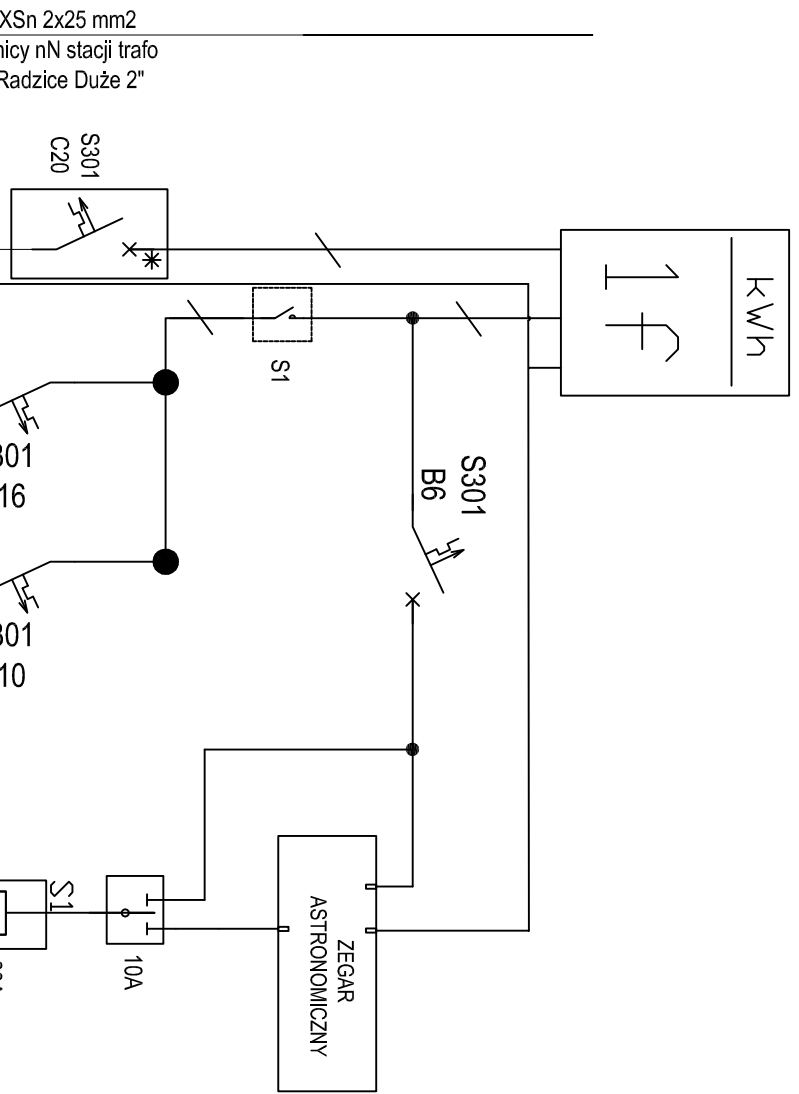 XSn 2x25 mm2
nicy nN stacji trafo
Radzice Duże 2"
S301
C20
kWh
1f
S1
S301
B6
301
16
301
10
S1
10A
ZEGAR
ASTRONOMICZNY